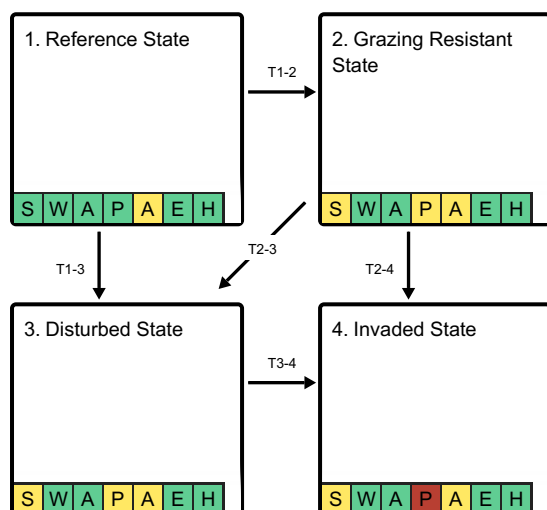 1. Reference State
2. Grazing Resistant
State
T1-2
S W A P A E H
S W A P A E H
T1-3
T2-3
T2-4
3. Disturbed State
4. Invaded State
T3-4
S W A P A E H
S W A P A E H